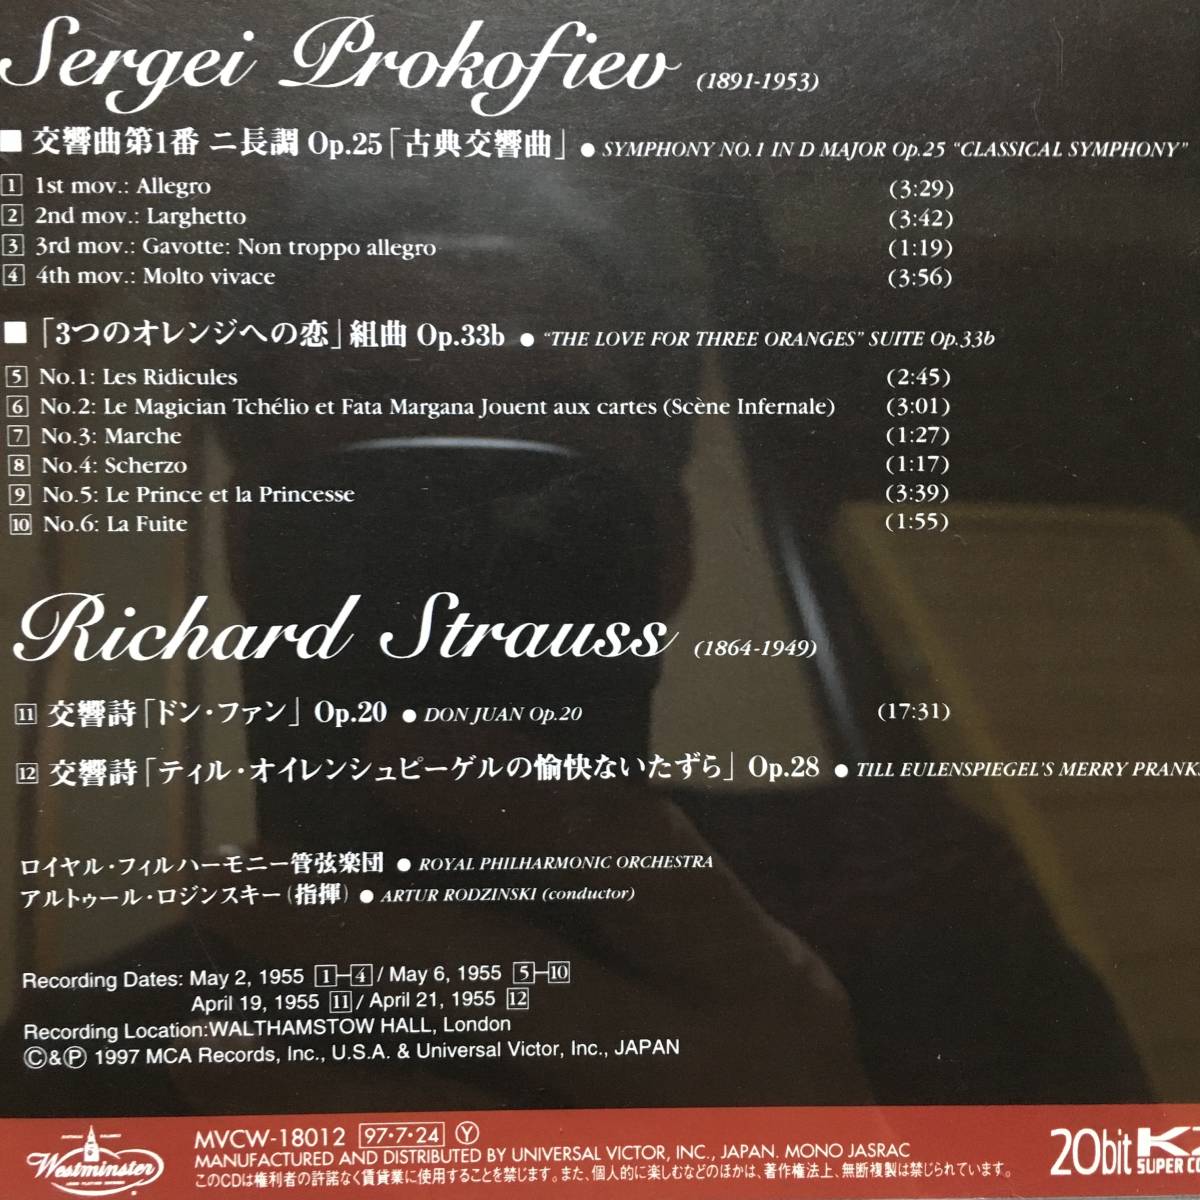 Sergei Prokofiev (1891-1953)
■ 交響曲第1番 ニ長調 Op.25「古典交響曲」 ● SYMPHONY NO.1 IN D MAJOR Op.25 “CLASSICAL SYMPHONY”
1 1st mov.: Allegro (3:29)
2 2nd mov.: Larghetto (3:42)
3 3rd mov.: Gavotte: Non troppo allegro (1:19)
4 4th mov.: Molto vivace (3:56)
■「3つのオレンジへの恋」組曲 Op.33b ● “THE LOVE FOR THREE ORANGES” SUITE Op.33b
5 No.1: Les Ridicules (2:45)
6 No.2: Le Magician Tchélio et Fata Margana Jouent aux cartes (Scène Infernale) (3:01)
7 No.3: Marche (1:27)
8 No.4: Scherzo (1:17)
9 No.5: Le Prince et la Princesse (3:39)
10 No.6: La Fuite (1:55)
Richard Strauss (1864-1949)
11 交響詩「ドン・ファン」 Op.20 ● DON JUAN Op.20 (17:31)
12 交響詩「ティル・オイレンシュピーゲルの愉快ないたずら」Op.28 ● TILL EULENSPIEGEL'S MERRY PRANKS
ロイヤル・フィルハーモニー管弦楽団 ● ROYAL PHILHARMONIC ORCHESTRA
アルトゥール・ロジンスキー(指揮) ● ARTUR RODZINSKI (conductor)
Recording Dates: May 2, 1955 1-4 / May 6, 1955 5-10
April 19, 1955 11 / April 21, 1955 12
Recording Location:WALTHAMSTOW HALL, London
Ⓒ&Ⓟ 1997 MCA Records, Inc., U.S.A. & Universal Victor, Inc., JAPAN
Westminster
MVCW-18012 97・7・24 Ⓨ
MANUFACTURED AND DISTRIBUTED BY UNIVERSAL VICTOR, INC., JAPAN. MONO JASRAC
このCDは権利者の許諾なく賃貸業に使用することを禁じます。また、個人的に楽しむなどのほかは、著作権法上、無断複製は禁じられています。
20bit K2
SUPER CO